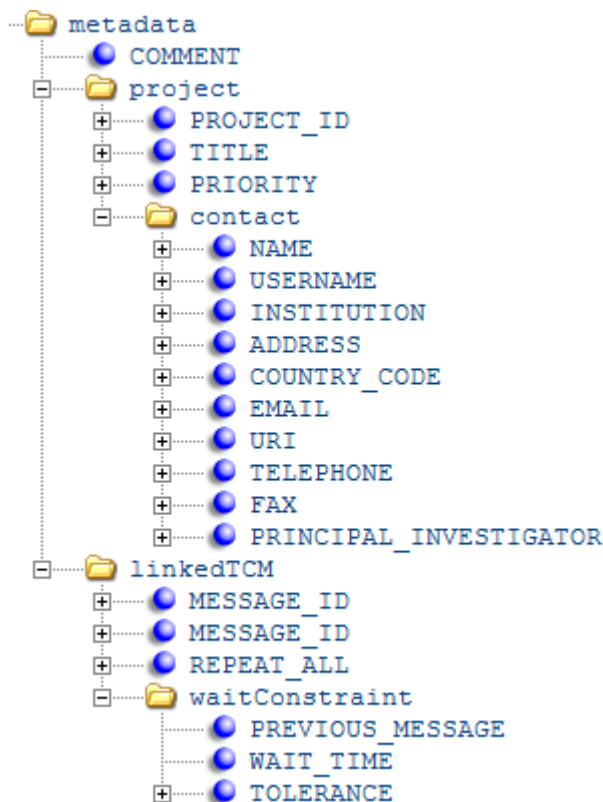 metadata
COMMENT
project
PROJECT_ID
TITLE
PRIORITY
contact
NAME
USERNAME
INSTITUTION
ADDRESS
COUNTRY_CODE
EMAIL
URI
TELEPHONE
FAX
PRINCIPAL_INVESTIGATOR
linkedTCM
MESSAGE_ID
MESSAGE_ID
REPEAT_ALL
waitConstraint
PREVIOUS_MESSAGE
WAIT_TIME
TOLERANCE